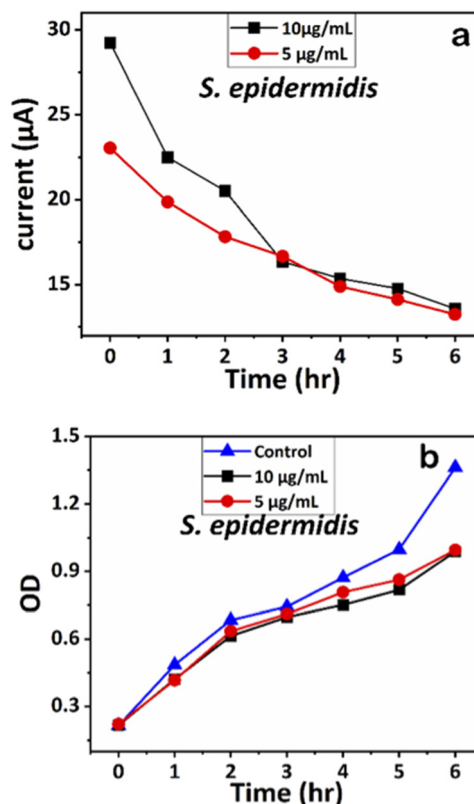 a
10µg/mL
5 µg/mL
S. epidermidis
current (µA)
30
25
20
15
0 1 2 3 4 5 6
Time (hr)
b
Control
10 µg/mL
5 µg/mL
S. epidermidis
OD
1.5
1.2
0.9
0.6
0.3
0 1 2 3 4 5 6
Time (hr)